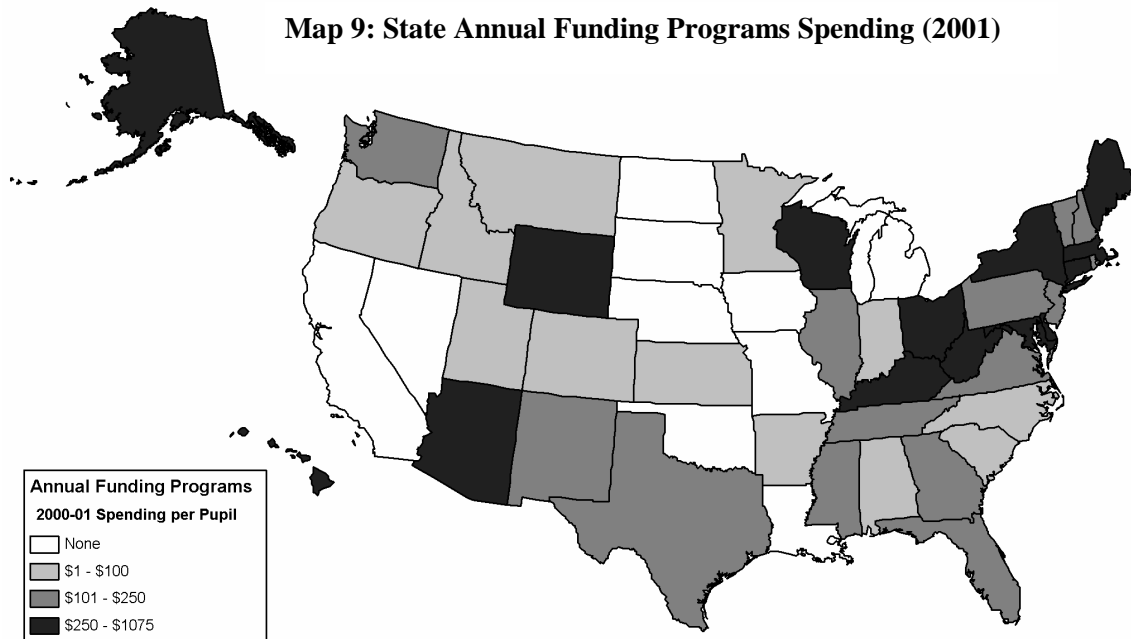 Map 9: State Annual Funding Programs Spending (2001)
Annual Funding Programs
2000-01 Spending per Pupil
None
$1 - $100
$101 - $250
$250 - $1075